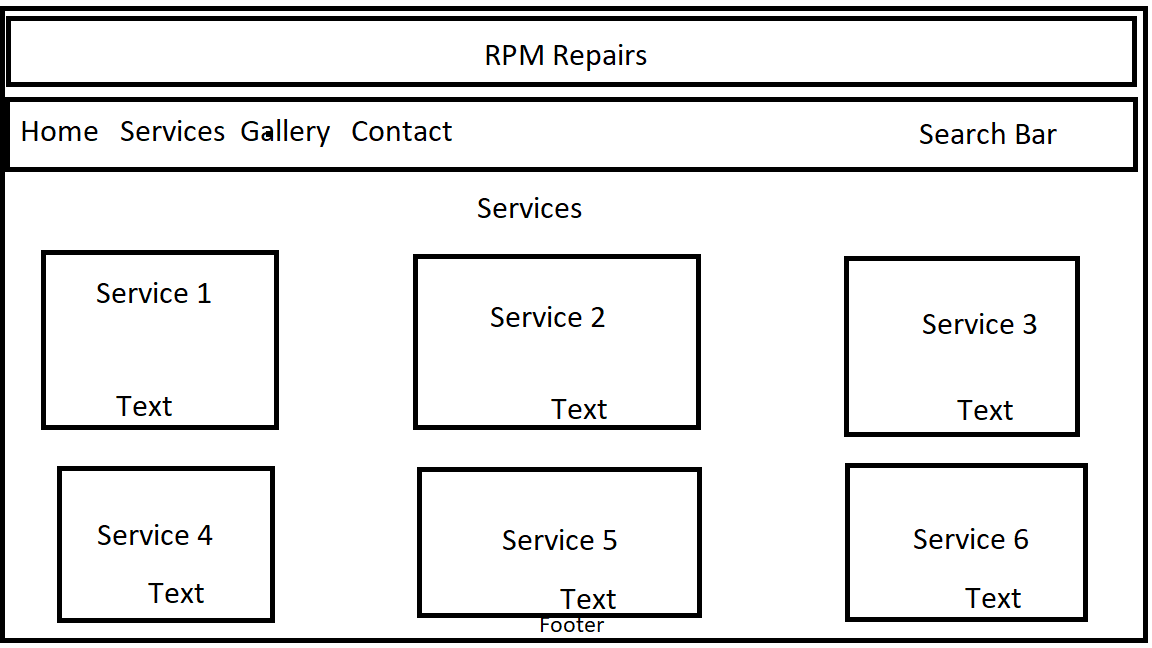 RPM Repairs
Home Services Gallery Contact Search Bar
Services
Service 1 Service 2 Service 3
Text Text Text
Service 4 Service 5 Service 6
Text Text Text
Footer